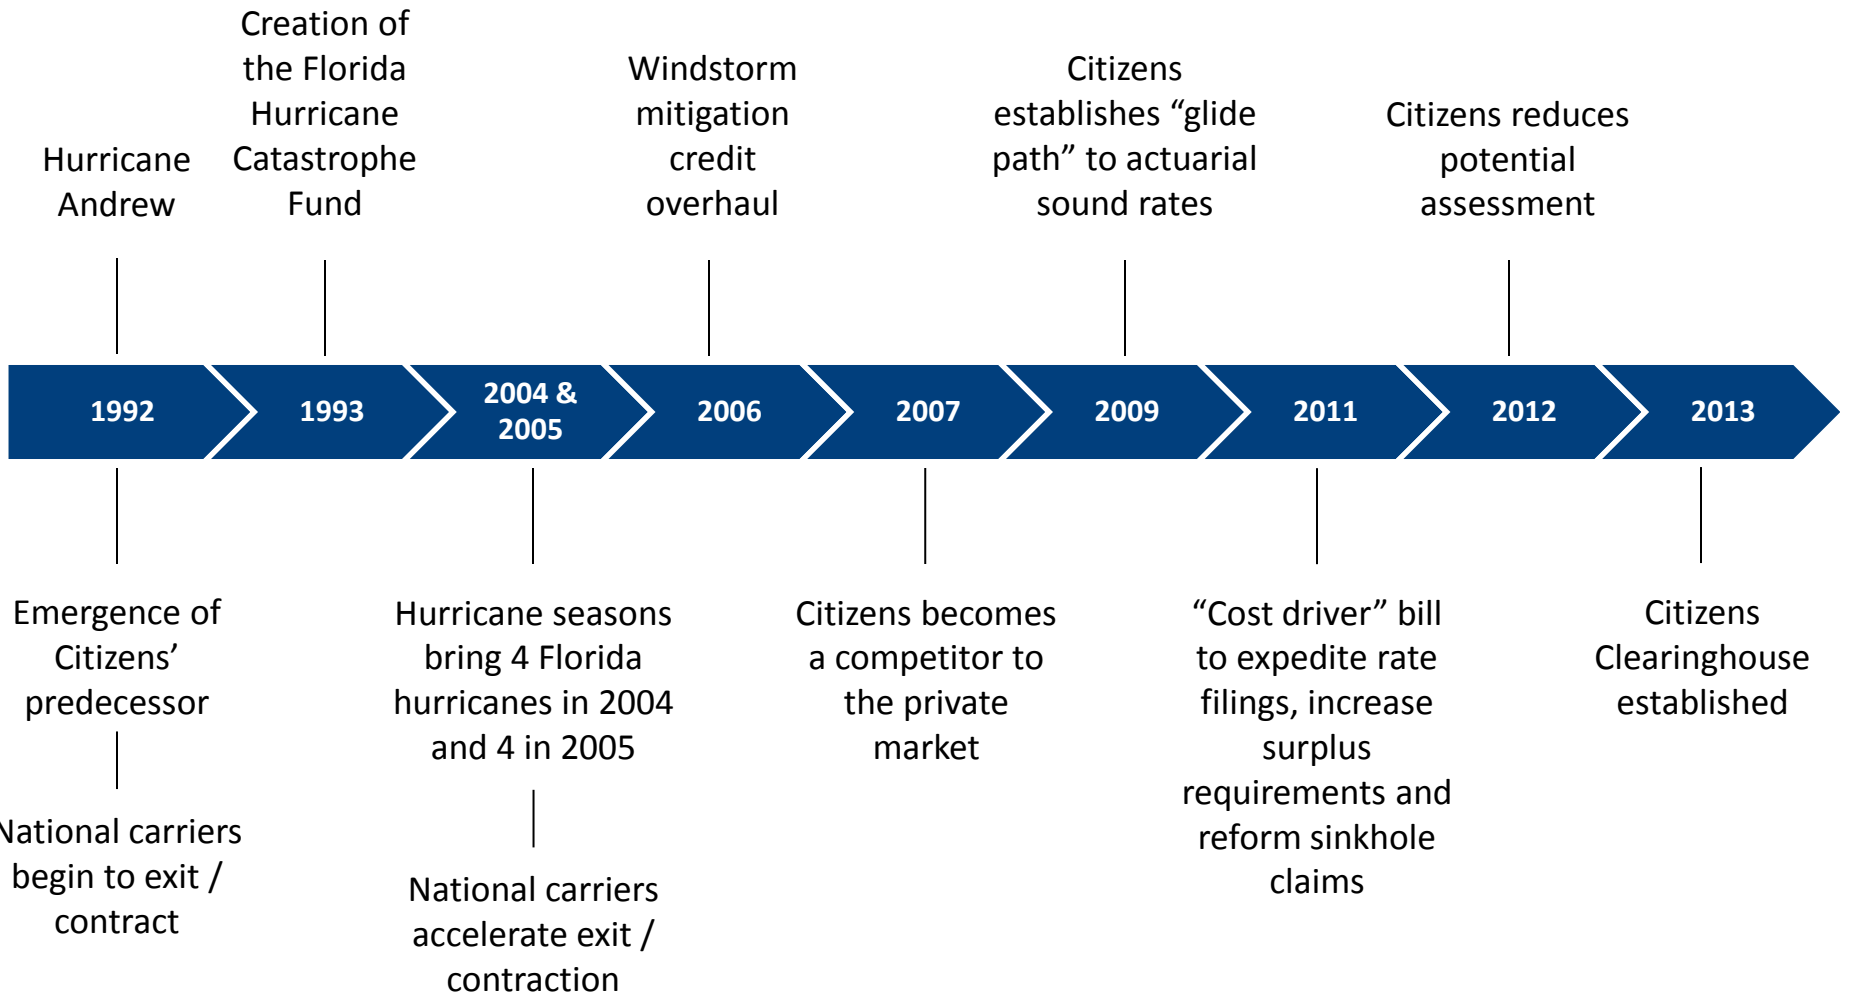 Hurricane
Andrew
Creation of
the Florida
Hurricane
Catastrophe
Fund
Windstorm
mitigation
credit
overhaul
Citizens
establishes “glide
path” to actuarial
sound rates
Citizens reduces
potential
assessment
1992
1993
2004 &
2005
2006
2007
2009
2011
2012
2013
Emergence of
Citizens’
predecessor
National carriers
begin to exit /
contract
Hurricane seasons
bring 4 Florida
hurricanes in 2004
and 4 in 2005
National carriers
accelerate exit /
contraction
Citizens becomes
a competitor to
the private
market
“Cost driver” bill
to expedite rate
filings, increase
surplus
requirements and
reform sinkhole
claims
Citizens
Clearinghouse
established